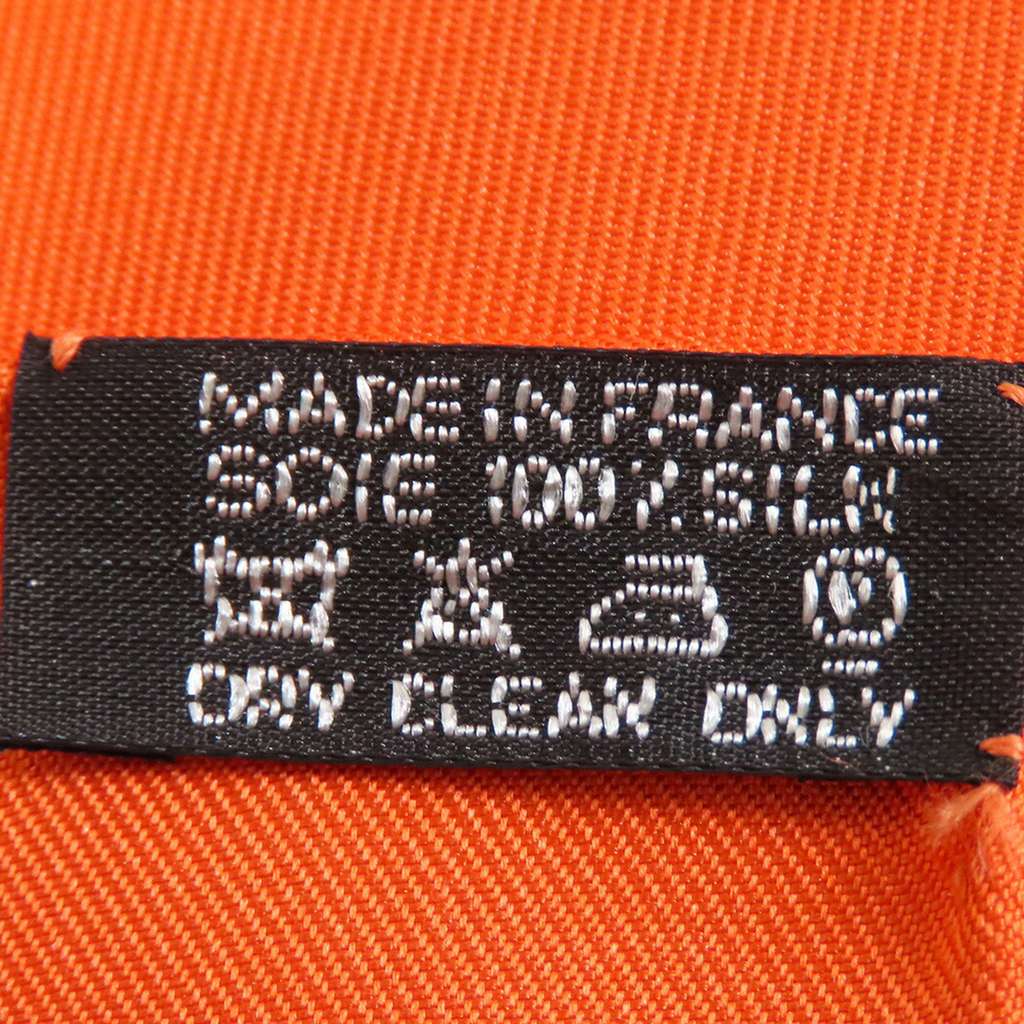 MADE IN FRANCE
SOIE 100% SILK
DRY CLEAN ONLY